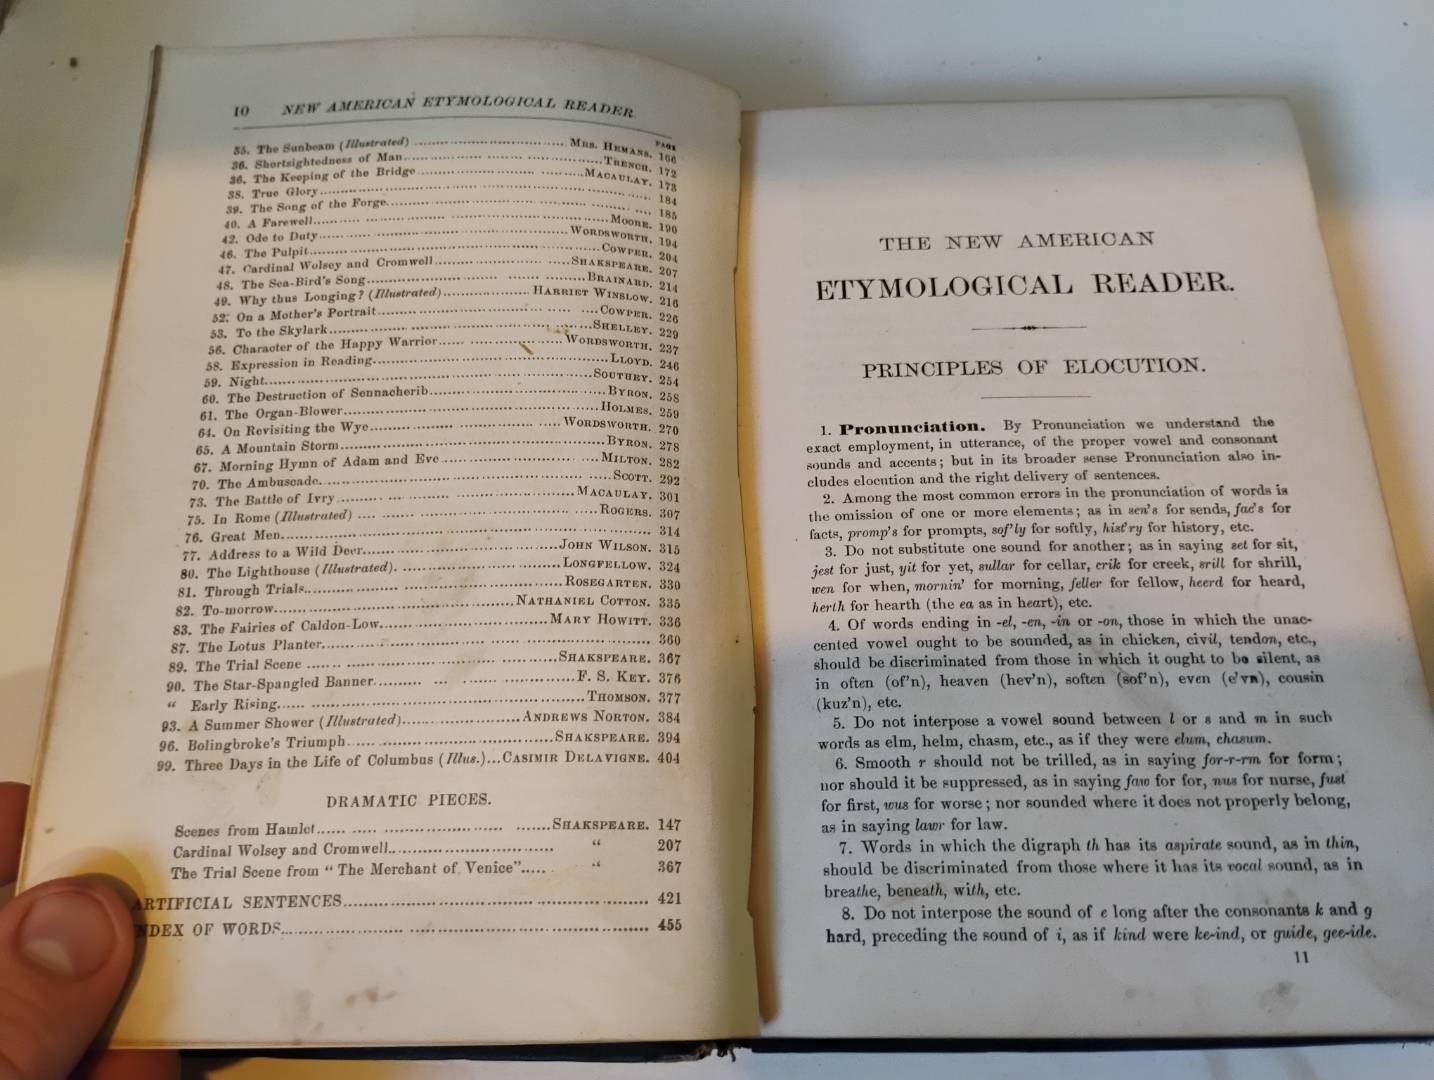 10 NEW AMERICAN ETYMOLOGICAL READER.
PAGE
35. The Sunbeam (Illustrated) MRS. HEMANS. 166
36. Shortsightedness of Man TRENCH. 172
36. The Keeping of the Bridge MACAULAY. 173
38. True Glory 184
39. The Song of the Forge 185
40. A Farewell MOORE. 190
42. Ode to Duty WORDSWORTH. 194
46. The Pulpit COWPER. 204
47. Cardinal Wolsey and Cromwell SHAKSPEARE. 207
48. The Sea-Bird's Song BRAINARD. 214
49. Why thus Longing? (Illustrated) HARRIET WINSLOW. 216
52. On a Mother's Portrait COWPER. 226
53. To the Skylark SHELLEY. 229
56. Character of the Happy Warrior WORDSWORTH. 237
58. Expression in Reading LLOYD. 246
59. Night SOUTHEY. 254
60. The Destruction of Sennacherib BYRON. 258
61. The Organ-Blower HOLMES. 259
64. On Revisiting the Wye WORDSWORTH. 270
65. A Mountain Storm BYRON. 278
67. Morning Hymn of Adam and Eve MILTON. 282
70. The Ambuscade SCOTT. 292
73. The Battle of Ivry MACAULAY. 301
75. In Rome (Illustrated) ROGERS. 307
76. Great Men 314
77. Address to a Wild Deer JOHN WILSON. 315
80. The Lighthouse (Illustrated). LONGFELLOW. 324
81. Through Trials ROSEGARTEN. 330
82. To-morrow NATHANIEL COTTON. 335
83. The Fairies of Caldon-Low MARY HOWITT. 336
87. The Lotus Planter 360
89. The Trial Scene SHAKSPEARE. 367
90. The Star-Spangled Banner F. S. KEY. 376
“ Early Rising THOMSON. 377
93. A Summer Shower (Illustrated) ANDREWS NORTON. 384
96. Bolingbroke's Triumph SHAKSPEARE. 394
99. Three Days in the Life of Columbus (Illus.)...CASIMIR DELAVIGNE. 404
DRAMATIC PIECES.
Scenes from Hamlet SHAKSPEARE. 147
Cardinal Wolsey and Cromwell “ 207
The Trial Scene from “ The Merchant of Venice” “ 367
ARTIFICIAL SENTENCES 421
INDEX OF WORDS 455
THE NEW AMERICAN
ETYMOLOGICAL READER.
PRINCIPLES OF ELOCUTION.
1. Pronunciation. By Pronunciation we understand the
exact employment, in utterance, of the proper vowel and consonant
sounds and accents; but in its broader sense Pronunciation also in-
cludes elocution and the right delivery of sentences.
2. Among the most common errors in the pronunciation of words is
the omission of one or more elements; as in sen's for sends, fac's for
facts, promp's for prompts, sof'ly for softly, hist'ry for history, etc.
3. Do not substitute one sound for another; as in saying set for sit,
jest for just, yit for yet, sullar for cellar, crik for creek, srill for shrill,
wen for when, mornin' for morning, feller for fellow, heerd for heard,
herth for hearth (the ea as in heart), etc.
4. Of words ending in -el, -en, -in or -on, those in which the unac-
cented vowel ought to be sounded, as in chicken, civil, tendon, etc.,
should be discriminated from those in which it ought to be silent, as
in often (of'n), heaven (hev'n), soften (sof'n), even (e'vn), cousin
(kuz'n), etc.
5. Do not interpose a vowel sound between l or s and m in such
words as elm, helm, chasm, etc., as if they were elum, chasum.
6. Smooth r should not be trilled, as in saying for-r-rm for form;
nor should it be suppressed, as in saying faw for for, nus for nurse, fust
for first, wus for worse; nor sounded where it does not properly belong,
as in saying lawr for law.
7. Words in which the digraph th has its aspirate sound, as in thin,
should be discriminated from those where it has its vocal sound, as in
breathe, beneath, with, etc.
8. Do not interpose the sound of e long after the consonants k and g
hard, preceding the sound of i, as if kind were ke-ind, or guide, gee-ide.
11